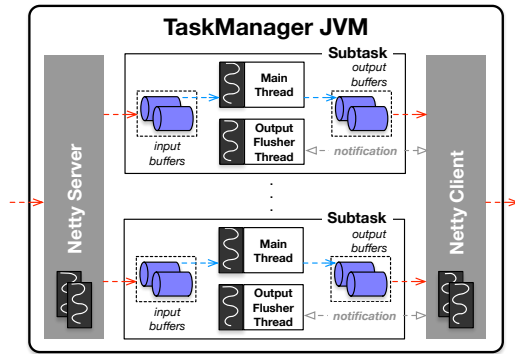 TaskManager JVM
Netty Server
Subtask
input
buffers
Main
Thread
output
buffers
Output
Flusher
Thread
notification
. . .
Subtask
input
buffers
Main
Thread
output
buffers
Output
Flusher
Thread
notification
Netty Client